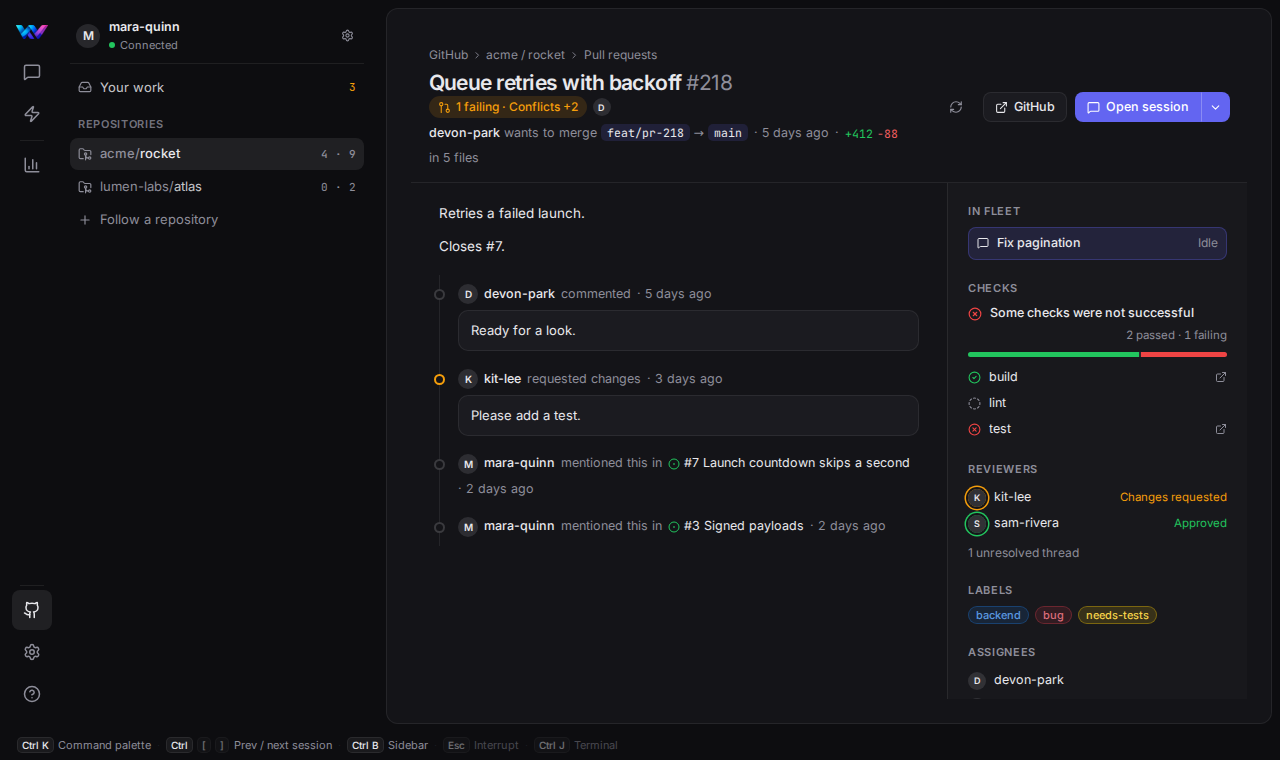 M
mara-quinn
Connected
Your work 3
REPOSITORIES
acme/rocket 4 · 9
lumen-labs/atlas 0 · 2
Follow a repository
GitHub › acme / rocket › Pull requests
Queue retries with backoff #218
1 failing · Conflicts +2 D
GitHub
Open session
devon-park wants to merge feat/pr-218 → main · 5 days ago · +412 -88
in 5 files
Retries a failed launch.
Closes #7.
D devon-park commented · 5 days ago
Ready for a look.
K kit-lee requested changes · 3 days ago
Please add a test.
M mara-quinn mentioned this in #7 Launch countdown skips a second
· 2 days ago
M mara-quinn mentioned this in #3 Signed payloads · 2 days ago
IN FLEET
Fix pagination Idle
CHECKS
Some checks were not successful
2 passed · 1 failing
build
lint
test
REVIEWERS
K kit-lee Changes requested
S sam-rivera Approved
1 unresolved thread
LABELS
backend bug needs-tests
ASSIGNEES
D devon-park
Ctrl K Command palette Ctrl [ ] Prev / next session Ctrl B Sidebar Esc Interrupt Ctrl J Terminal